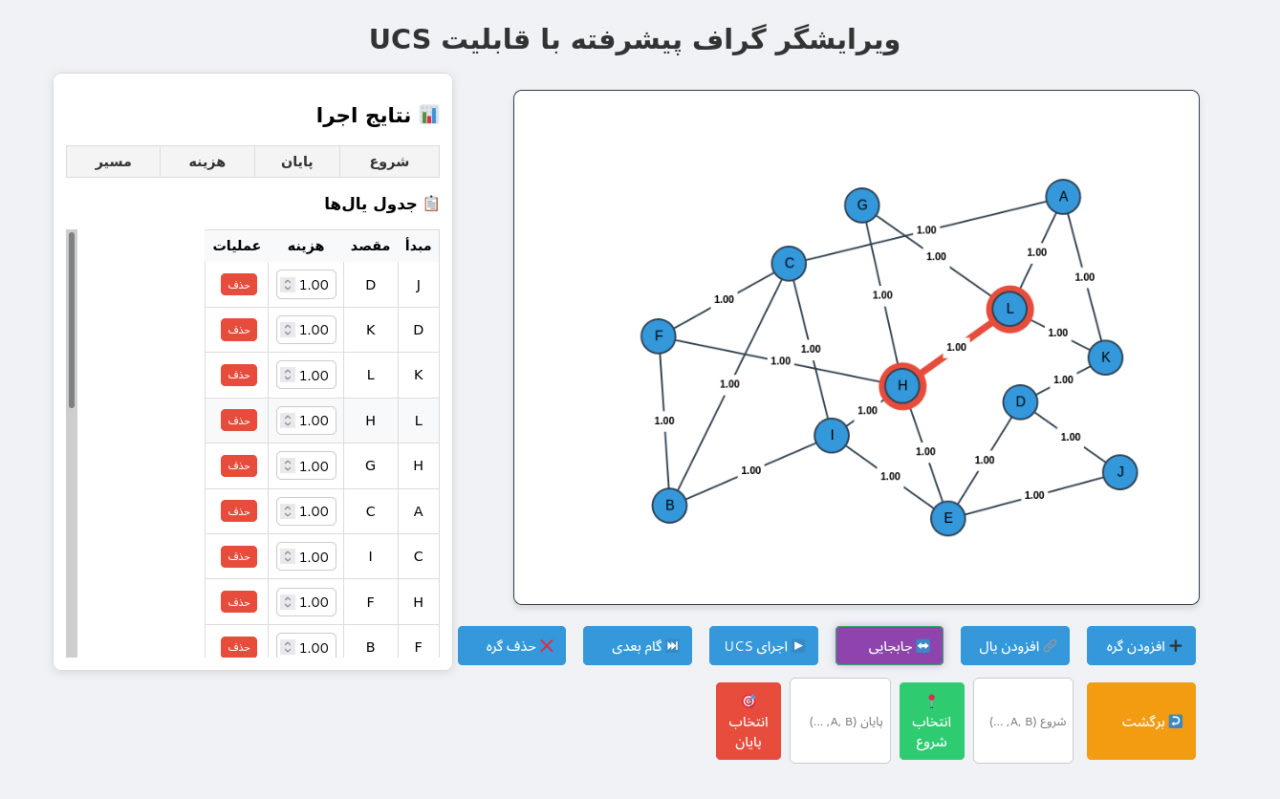 ویرایشگر گراف پیشرفته با قابلیت UCS
G
A
1.00
1.00
1.00
C
1.00
1.00
1.00
L
F
1.00
1.00
1.00
K
1.00
H
1.00
D
1.00
1.00
I
1.00
1.00
1.00
1.00
1.00
1.00
J
B
1.00
E
➕ افزودن گره
🔗 افزودن یال
↔ جابجایی
▶ اجرای UCS
⏭ گام بعدی
❌ حذف گره
↩ برگشت
شروع (A, B, ...)
📍
انتخاب
شروع
پایان (A, B, ...)
🎯
انتخاب
پایان
📊 نتایج اجرا
شروع پایان هزینه مسیر
📋 جدول یال‌ها
مبدأ مقصد هزینه عملیات
J D 1.00 حذف
D K 1.00 حذف
K L 1.00 حذف
L H 1.00 حذف
H G 1.00 حذف
A C 1.00 حذف
C I 1.00 حذف
H F 1.00 حذف
F B 1.00 حذف